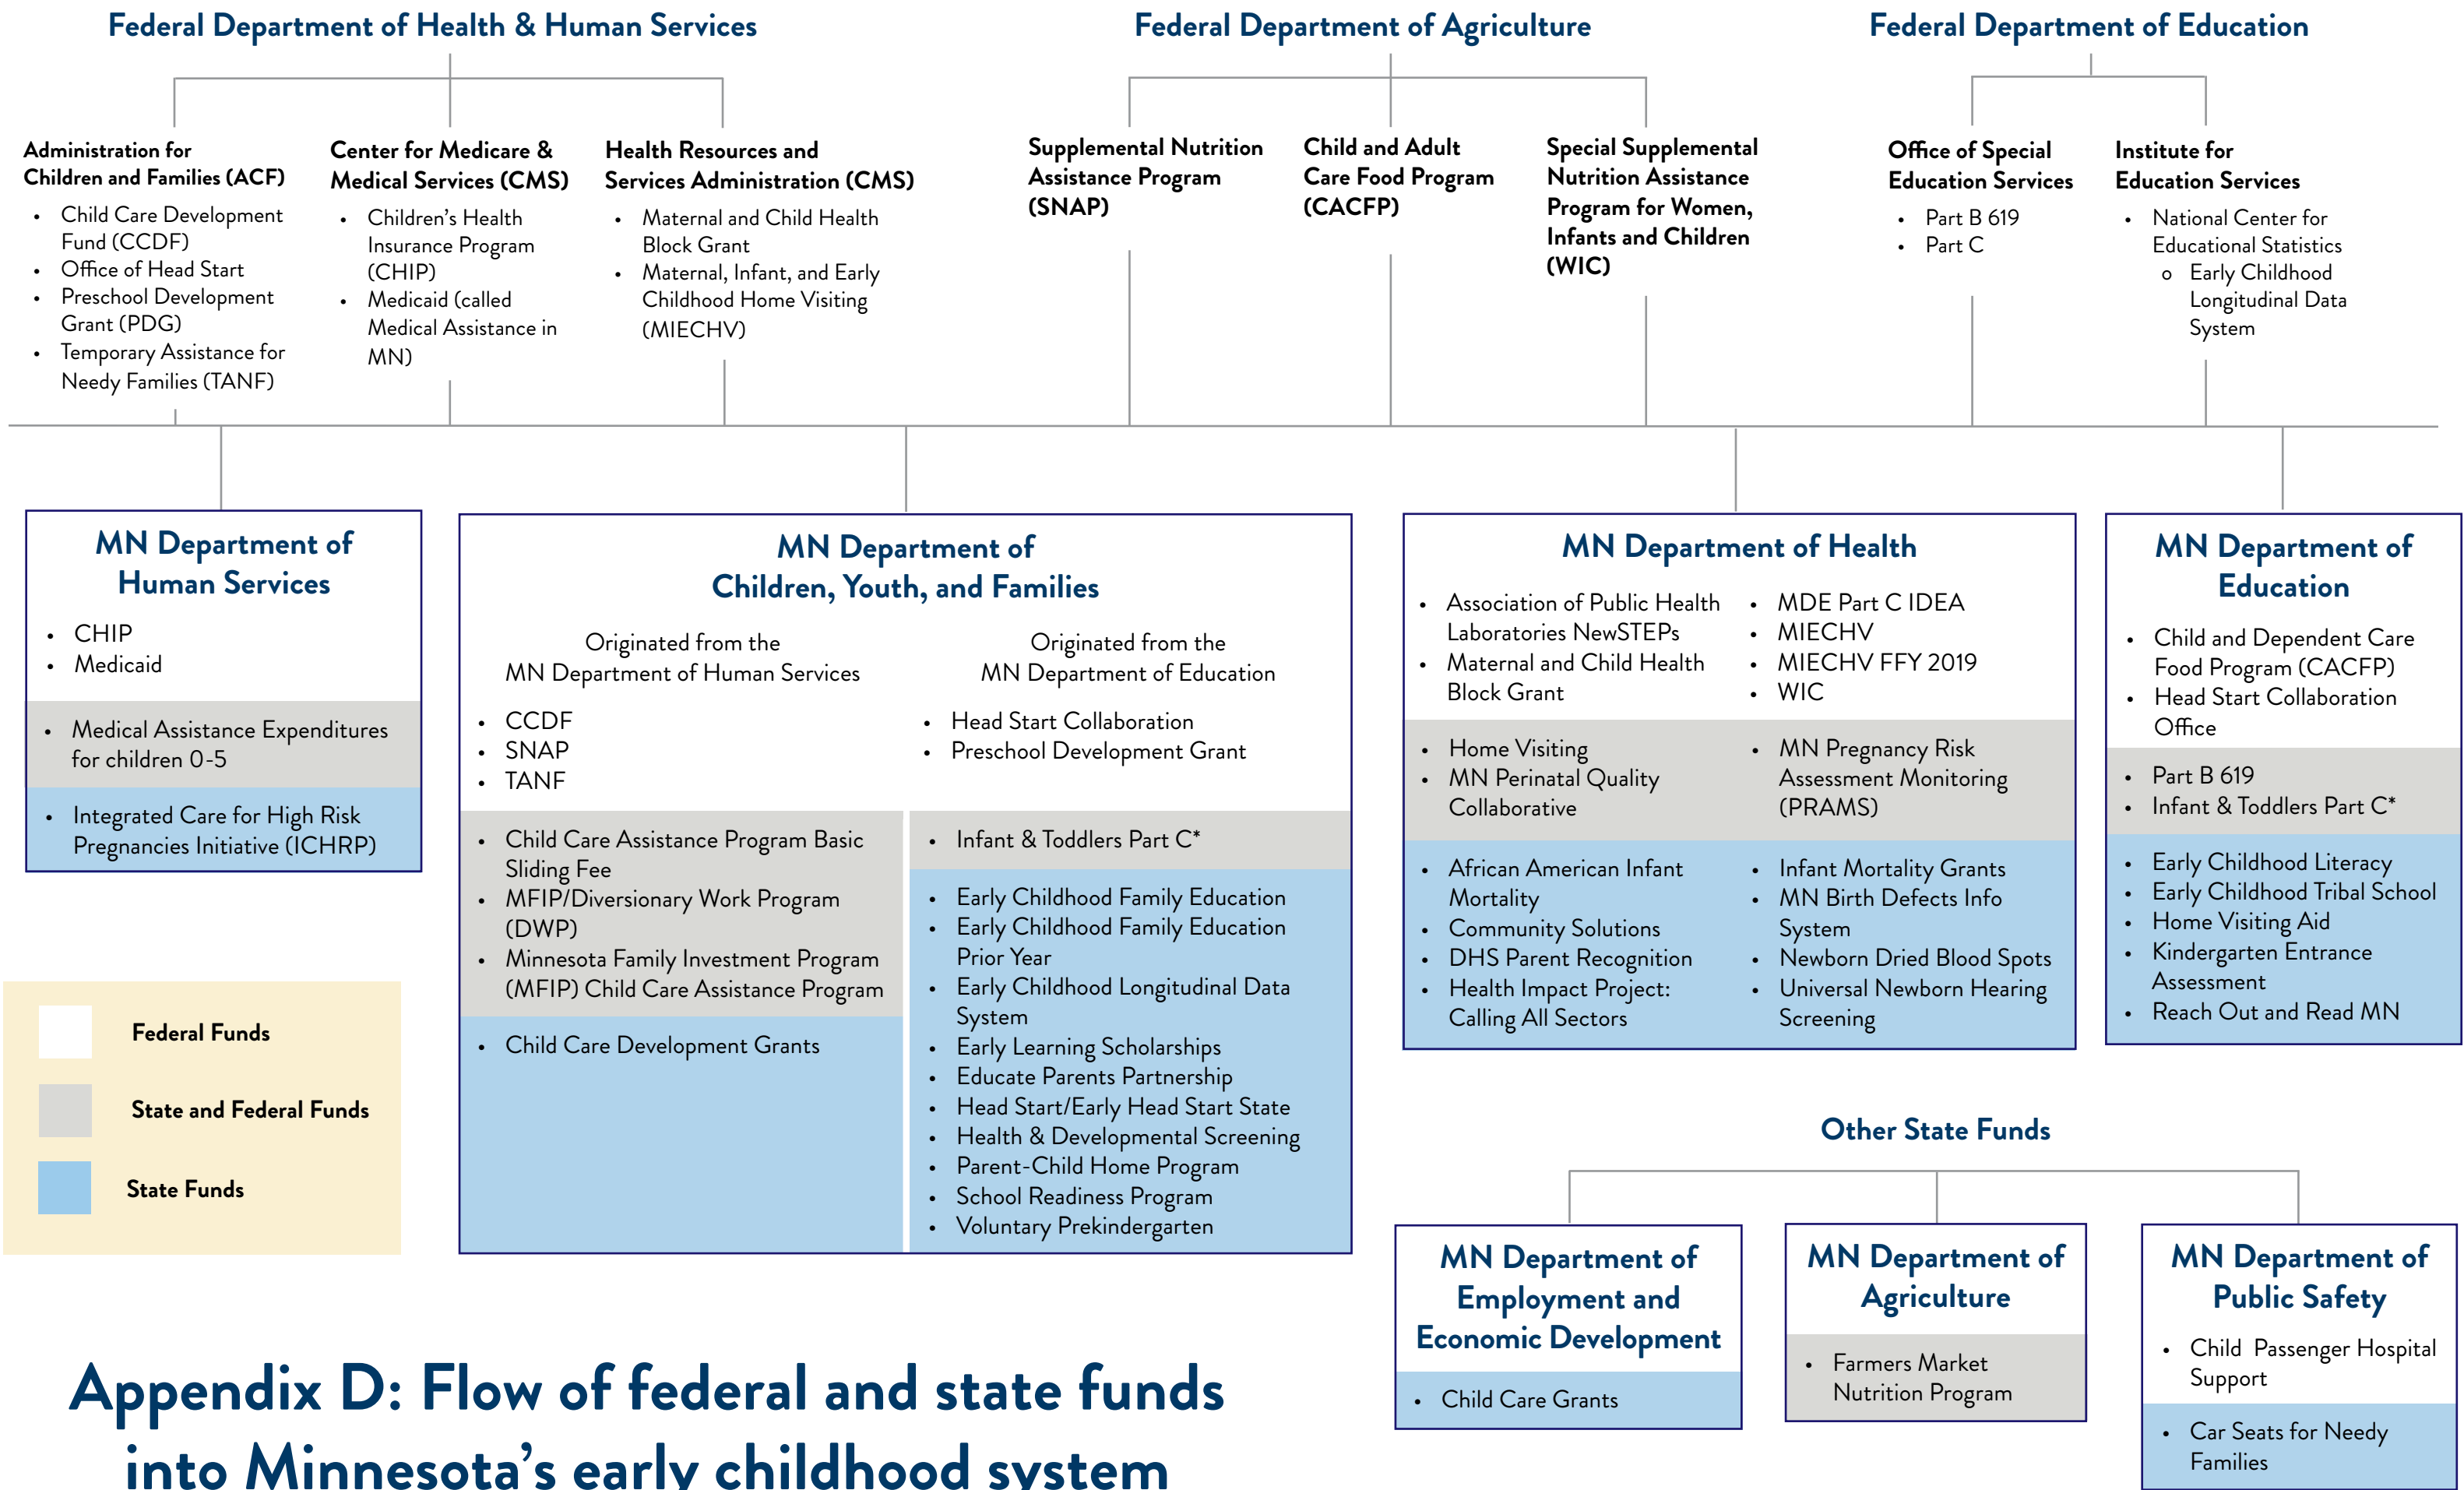 Federal Department of Health & Human Services
Administration for
Children and Families (ACF)
• Child Care Development
Fund (CCDF)
• Office of Head Start
• Preschool Development
Grant (PDG)
• Temporary Assistance for
Needy Families (TANF)
Center for Medicare &
Medical Services (CMS)
• Children’s Health
Insurance Program
(CHIP)
• Medicaid (called
Medical Assistance in
MN)
Health Resources and
Services Administration (CMS)
• Maternal and Child Health
Block Grant
• Maternal, Infant, and Early
Childhood Home Visiting
(MIECHV)
Federal Department of Agriculture
Supplemental Nutrition
Assistance Program
(SNAP)
Child and Adult
Care Food Program
(CACFP)
Special Supplemental
Nutrition Assistance
Program for Women,
Infants and Children
(WIC)
Federal Department of Education
Office of Special
Education Services
• Part B 619
• Part C
Institute for
Education Services
• National Center for
Educational Statistics
o Early Childhood
Longitudinal Data
System
MN Department of
Human Services
• CHIP
• Medicaid
• Medical Assistance Expenditures
for children 0-5
• Integrated Care for High Risk
Pregnancies Initiative (ICHRP)
MN Department of
Children, Youth, and Families
Originated from the
MN Department of Human Services
• CCDF
• SNAP
• TANF
• Child Care Assistance Program Basic
Sliding Fee
• MFIP/Diversionary Work Program
(DWP)
• Minnesota Family Investment Program
(MFIP) Child Care Assistance Program
• Child Care Development Grants
Originated from the
MN Department of Education
• Head Start Collaboration
• Preschool Development Grant
• Infant & Toddlers Part C*
• Early Childhood Family Education
• Early Childhood Family Education
Prior Year
• Early Childhood Longitudinal Data
System
• Early Learning Scholarships
• Educate Parents Partnership
• Head Start/Early Head Start State
• Health & Developmental Screening
• Parent-Child Home Program
• School Readiness Program
• Voluntary Prekindergarten
MN Department of Health
• Association of Public Health
Laboratories NewSTEPs
• Maternal and Child Health
Block Grant
• MDE Part C IDEA
• MIECHV
• MIECHV FFY 2019
• WIC
• Home Visiting
• MN Perinatal Quality
Collaborative
• MN Pregnancy Risk
Assessment Monitoring
(PRAMS)
• African American Infant
Mortality
• Community Solutions
• DHS Parent Recognition
• Health Impact Project:
Calling All Sectors
• Infant Mortality Grants
• MN Birth Defects Info
System
• Newborn Dried Blood Spots
• Universal Newborn Hearing
Screening
MN Department of
Education
• Child and Dependent Care
Food Program (CACFP)
• Head Start Collaboration
Office
• Part B 619
• Infant & Toddlers Part C*
• Early Childhood Literacy
• Early Childhood Tribal School
• Home Visiting Aid
• Kindergarten Entrance
Assessment
• Reach Out and Read MN
Federal Funds
State and Federal Funds
State Funds
Other State Funds
MN Department of
Employment and
Economic Development
• Child Care Grants
MN Department of
Agriculture
• Farmers Market
Nutrition Program
MN Department of
Public Safety
• Child Passenger Hospital
Support
• Car Seats for Needy
Families
Appendix D: Flow of federal and state funds
into Minnesota’s early childhood system